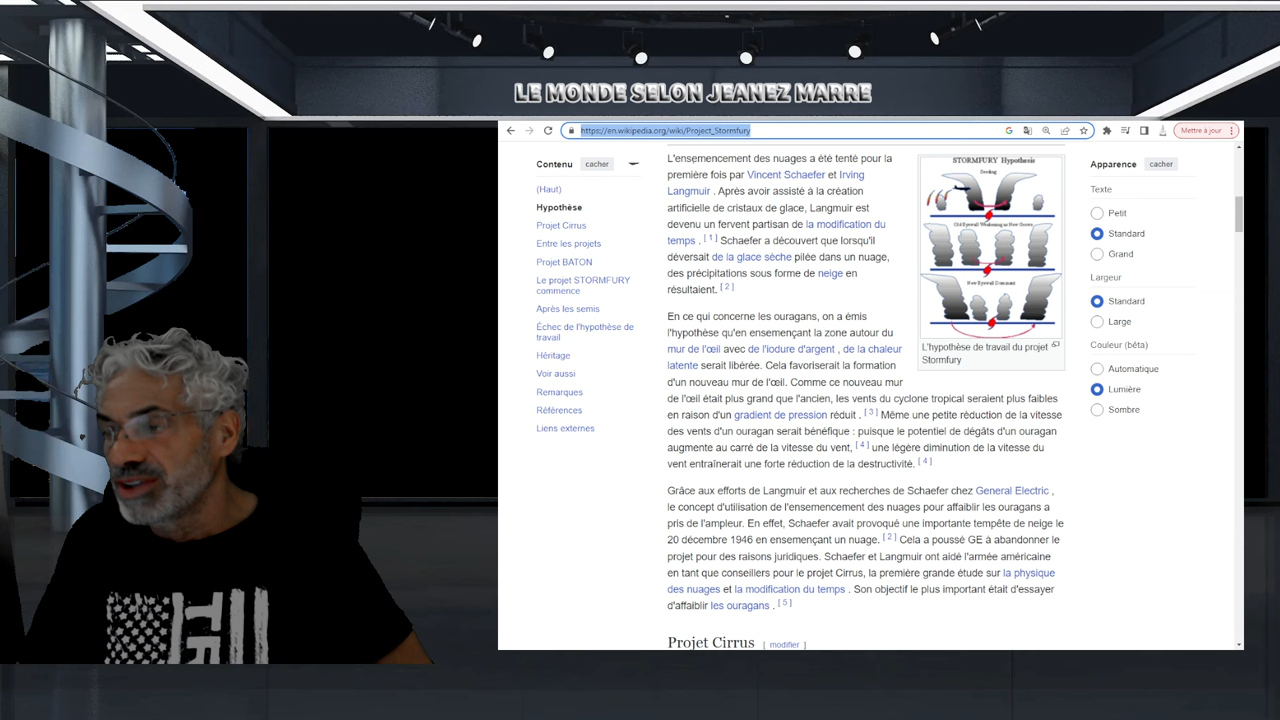 LE MONDE SELON JEANEZ MARRE
https://en.wikipedia.org/wiki/Project_Stormfury
Mettre à jour
Contenu cacher
(Haut)
Hypothèse
Projet Cirrus
Entre les projets
Projet BATON
Le projet STORMFURY
commence
Après les semis
Échec de l'hypothèse de
travail
Héritage
Voir aussi
Remarques
Références
Liens externes
L'ensemencement des nuages a été tenté pour la
première fois par Vincent Schaefer et Irving
Langmuir . Après avoir assisté à la création
artificielle de cristaux de glace, Langmuir est
devenu un fervent partisan de la modification du
temps . [ 1 ] Schaefer a découvert que lorsqu'il
déversait de la glace sèche pilée dans un nuage,
des précipitations sous forme de neige en
résultaient. [ 2 ]
En ce qui concerne les ouragans, on a émis
l'hypothèse qu'en ensemençant la zone autour du
mur de l'œil avec de l'iodure d'argent , de la chaleur
latente serait libérée. Cela favoriserait la formation
d'un nouveau mur de l'œil. Comme ce nouveau mur
de l'œil était plus grand que l'ancien, les vents du cyclone tropical seraient plus faibles
en raison d'un gradient de pression réduit . [ 3 ] Même une petite réduction de la vitesse
des vents d'un ouragan serait bénéfique : puisque le potentiel de dégâts d'un ouragan
augmente au carré de la vitesse du vent, [ 4 ] une légère diminution de la vitesse du
vent entraînerait une forte réduction de la destructivité. [ 4 ]
Grâce aux efforts de Langmuir et aux recherches de Schaefer chez General Electric ,
le concept d'utilisation de l'ensemencement des nuages pour affaiblir les ouragans a
pris de l'ampleur. En effet, Schaefer avait provoqué une importante tempête de neige le
20 décembre 1946 en ensemençant un nuage. [ 2 ] Cela a poussé GE à abandonner le
projet pour des raisons juridiques. Schaefer et Langmuir ont aidé l'armée américaine
en tant que conseillers pour le projet Cirrus, la première grande étude sur la physique
des nuages et la modification du temps . Son objectif le plus important était d'essayer
d'affaiblir les ouragans . [ 5 ]
Projet Cirrus [ modifier ]
STORMFURY Hypothesis
Seeding
Old Eyewall Weakening as New Grows
New Eyewall Dominant
L'hypothèse de travail du projet
Stormfury
Apparence cacher
Texte
Petit
Standard
Grand
Largeur
Standard
Large
Couleur (bêta)
Automatique
Lumière
Sombre